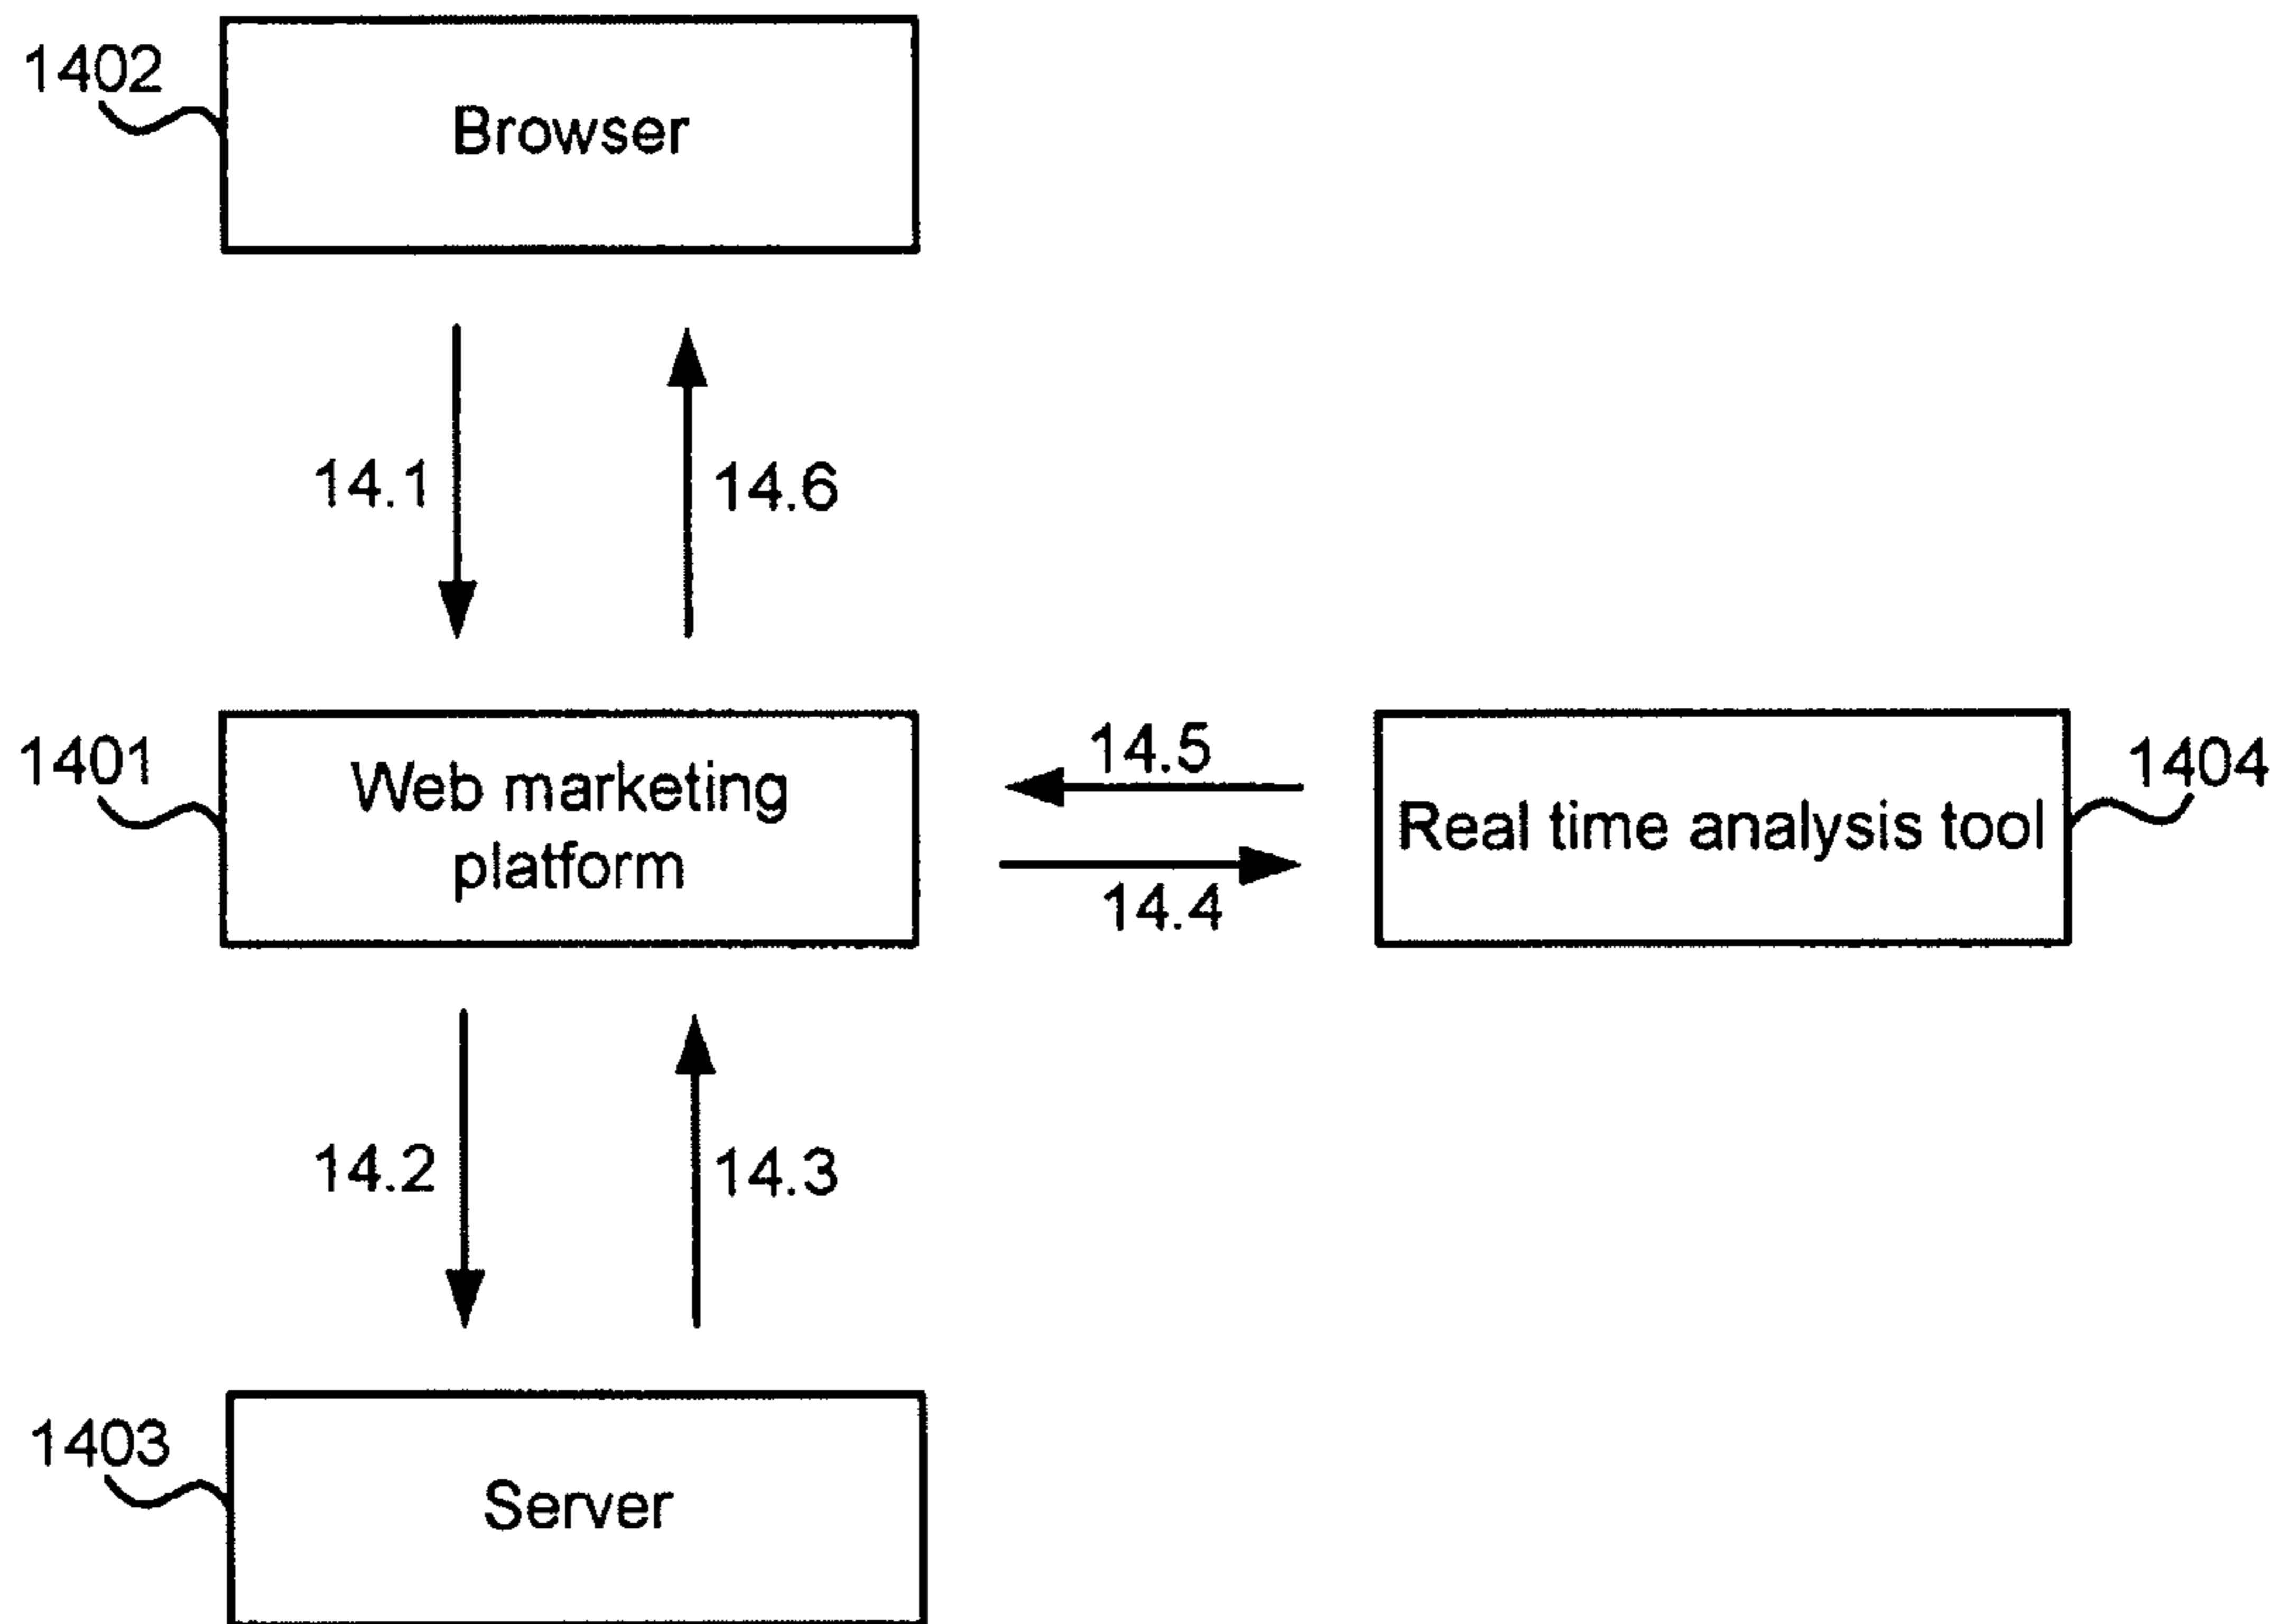 1402
Browser
14.1
14.6
1401
Web marketing
platform
14.5
14.4
Real time analysis tool
1404
14.2
14.3
1403
Server